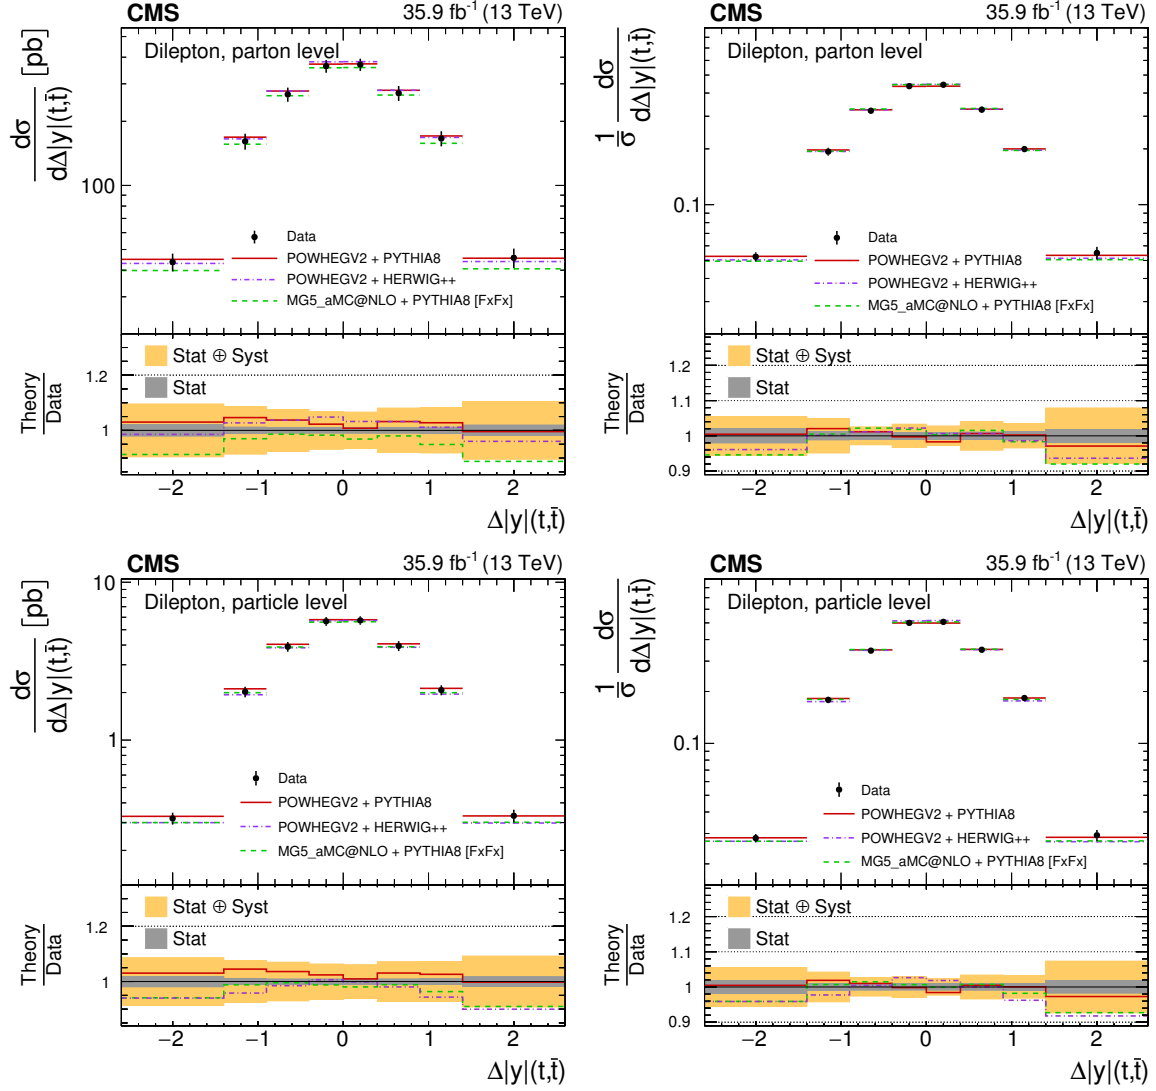 CMS 35.9 fb⁻¹ (13 TeV)
dσ / dΔ|y|(t,t̄) [pb]
Dilepton, parton level
100
Data
POWHEGV2 + PYTHIA8
POWHEGV2 + HERWIG++
MG5_aMC@NLO + PYTHIA8 [FxFx]
Theory / Data
Stat ⊕ Syst
Stat
1.2
1
−2 −1 0 1 2
Δ|y|(t,t̄)
CMS 35.9 fb⁻¹ (13 TeV)
1/σ dσ / dΔ|y|(t,t̄)
Dilepton, parton level
0.1
Data
POWHEGV2 + PYTHIA8
POWHEGV2 + HERWIG++
MG5_aMC@NLO + PYTHIA8 [FxFx]
Theory / Data
Stat ⊕ Syst
Stat
1.2
1.1
1
0.9
−2 −1 0 1 2
Δ|y|(t,t̄)
CMS 35.9 fb⁻¹ (13 TeV)
dσ / dΔ|y|(t,t̄) [pb]
10
Dilepton, particle level
1
Data
POWHEGV2 + PYTHIA8
POWHEGV2 + HERWIG++
MG5_aMC@NLO + PYTHIA8 [FxFx]
Theory / Data
Stat ⊕ Syst
Stat
1.2
1
−2 −1 0 1 2
Δ|y|(t,t̄)
CMS 35.9 fb⁻¹ (13 TeV)
1/σ dσ / dΔ|y|(t,t̄)
Dilepton, particle level
0.1
Data
POWHEGV2 + PYTHIA8
POWHEGV2 + HERWIG++
MG5_aMC@NLO + PYTHIA8 [FxFx]
Theory / Data
Stat ⊕ Syst
Stat
1.2
1.1
1
0.9
−2 −1 0 1 2
Δ|y|(t,t̄)